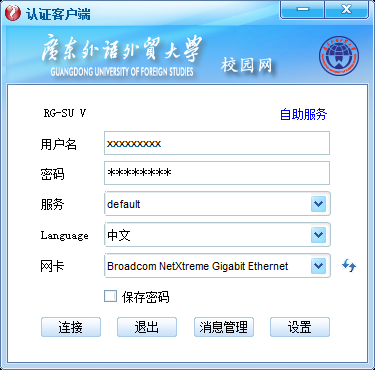 认证客户端
廣东外语外贸大学 校园网
GUANGDONG UNIVERSITY OF FOREIGN STUDIES
RG-SU V 自助服务
用户名 xxxxxxxxx
密码 ********
服务 default
Language 中文
网卡 Broadcom NetXtreme Gigabit Ethernet
保存密码
连接 退出 消息管理 设置